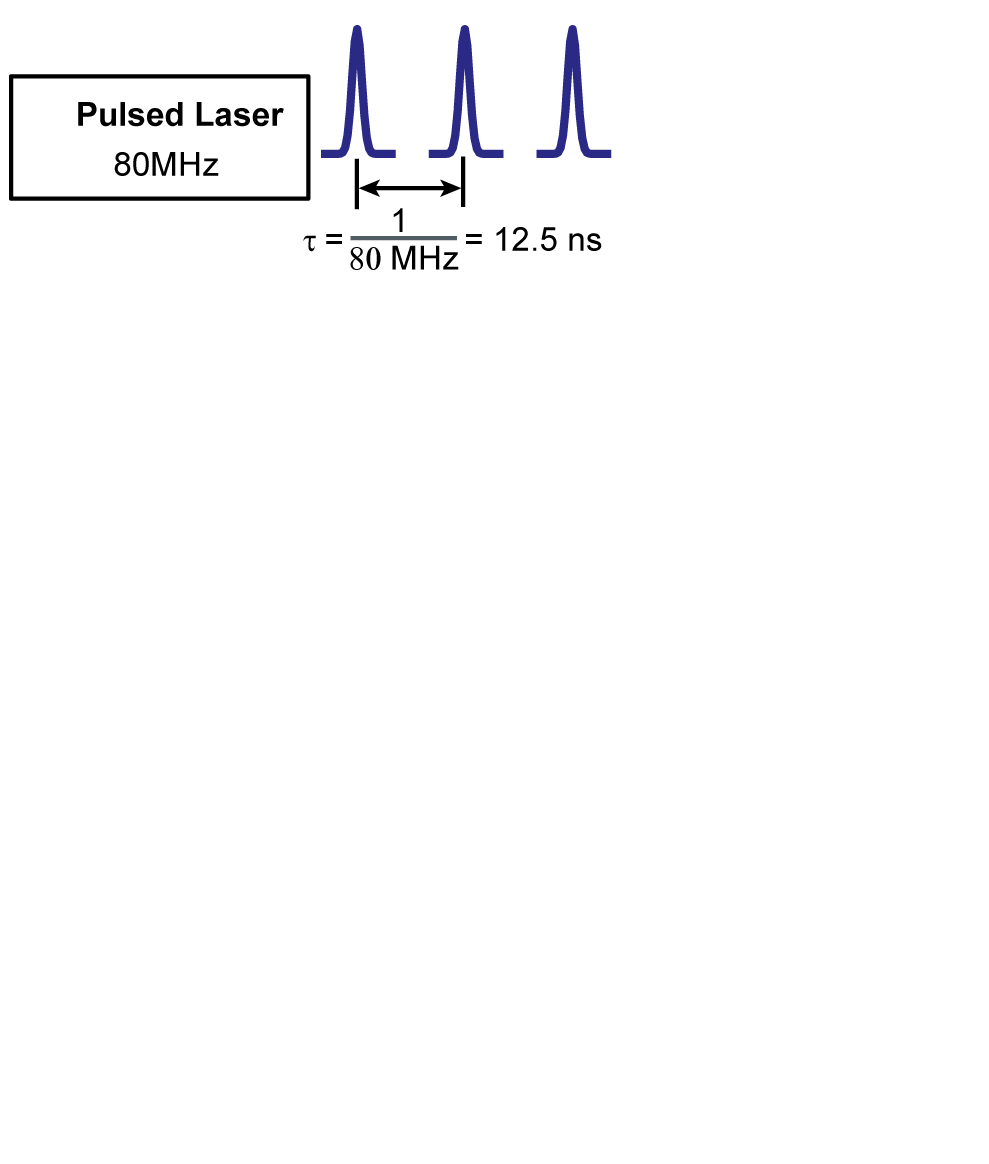 Pulsed Laser
80MHz
1
τ = = 12.5 ns
80 MHz